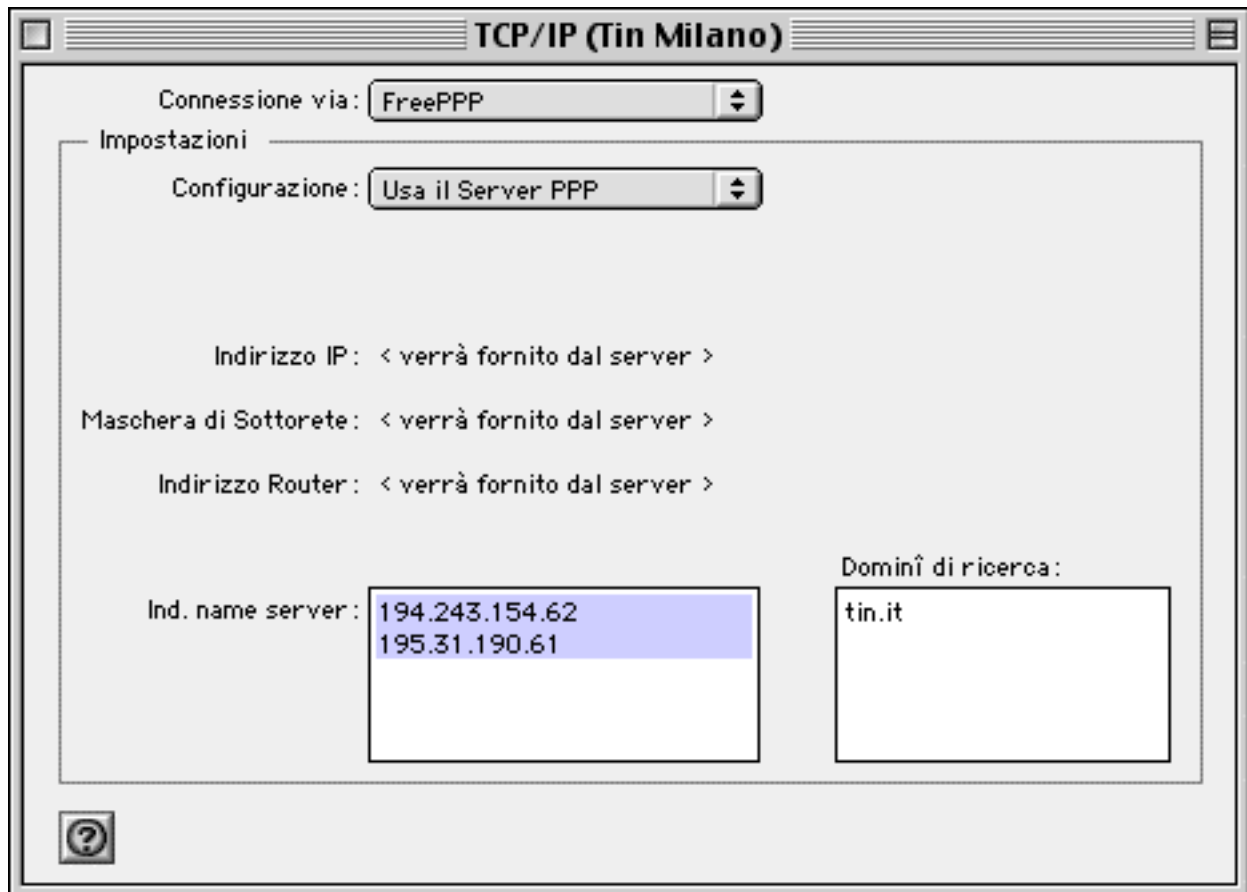 TCP/IP (Tin Milano)
Connessione via: FreePPP
Impostazioni
Configurazione: Usa il Server PPP
Indirizzo IP: < verrà fornito dal server >
Maschera di Sottorete: < verrà fornito dal server >
Indirizzo Router: < verrà fornito dal server >
Dominî di ricerca:
Ind. name server: 194.243.154.62
195.31.190.61
tin.it
?